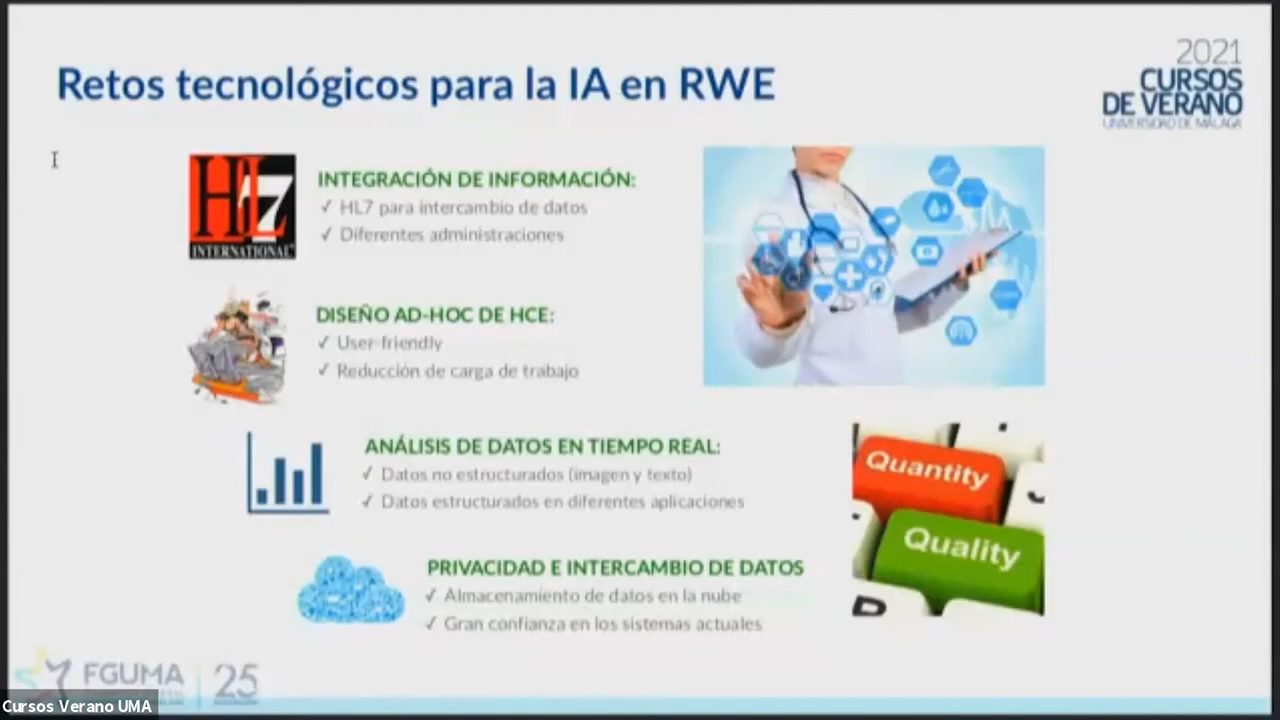 Retos tecnológicos para la IA en RWE
2021
CURSOS
DE VERANO
UNIVERSIDAD DE MÁLAGA
HL7
INTERNATIONAL
INTEGRACIÓN DE INFORMACIÓN:
✓ HL7 para intercambio de datos
✓ Diferentes administraciones
DISEÑO AD-HOC DE HCE:
✓ User-friendly
✓ Reducción de carga de trabajo
ANÁLISIS DE DATOS EN TIEMPO REAL:
✓ Datos no estructurados (imagen y texto)
✓ Datos estructurados en diferentes aplicaciones
Quantity
Quality
PRIVACIDAD E INTERCAMBIO DE DATOS
✓ Almacenamiento de datos en la nube
✓ Gran confianza en los sistemas actuales
FGUMA
25
Cursos Verano UMA